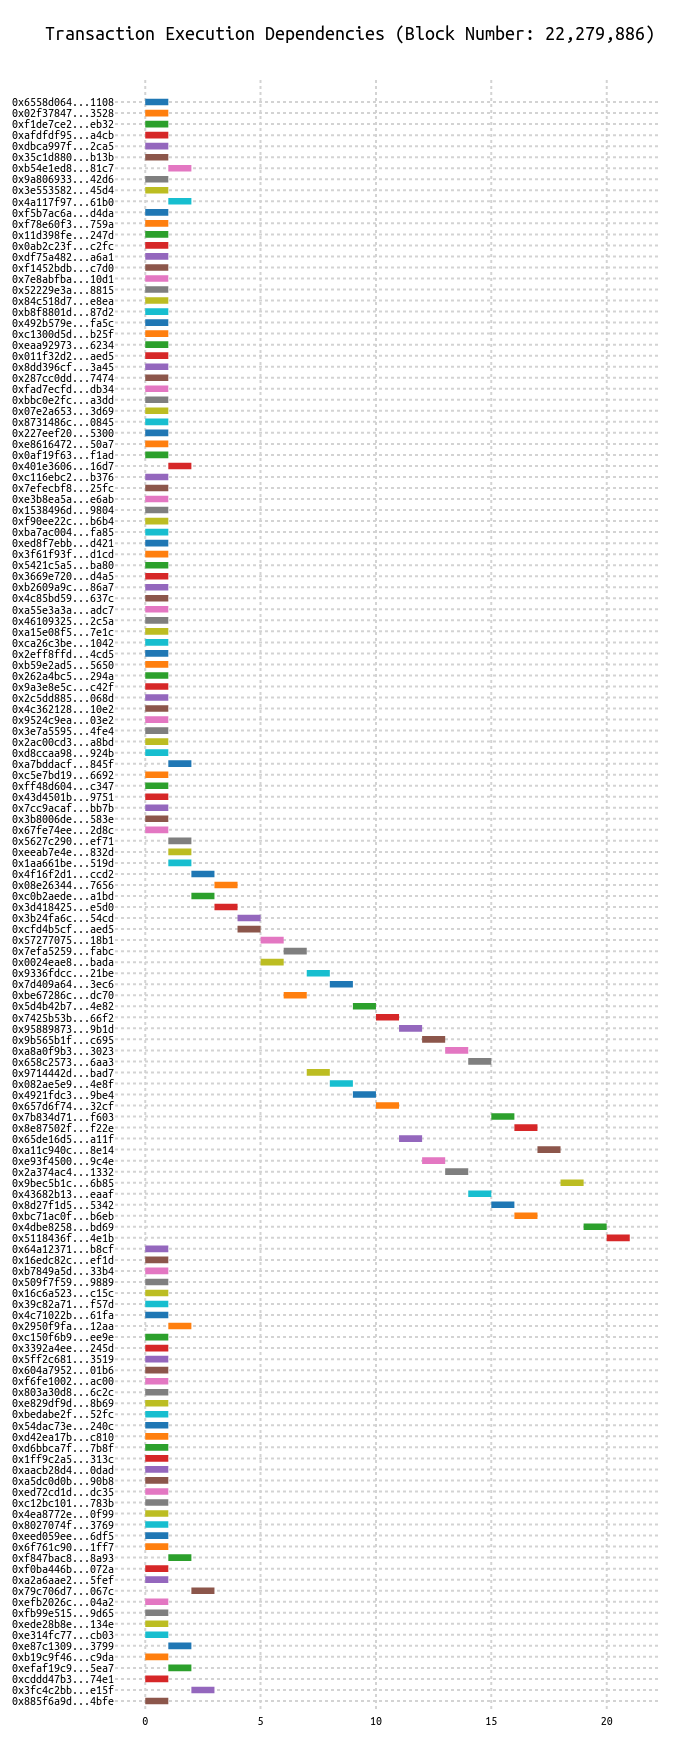 Transaction Execution Dependencies (Block Number: 22,279,886)
0x6558d064...1108
0x02f37847...3528
0xf1de7ce2...eb32
0xafdfdf95...a4cb
0xdbca997f...2ca5
0x35c1d880...b13b
0xb54e1ed8...81c7
0x9a806933...42d6
0x3e553582...45d4
0x4a117f97...61b0
0xf5b7ac6a...d4da
0xf78e60f3...759a
0x11d398fe...247d
0x0ab2c23f...c2fc
0xdf75a482...a6a1
0xf1452bdb...c7d0
0x7e8abfba...10d1
0x52229e3a...8815
0x84c518d7...e8ea
0xb8f8801d...87d2
0x492b579e...fa5c
0xc1300d5d...b25f
0xeaa92973...6234
0x011f32d2...aed5
0x8dd396cf...3a45
0x287cc0dd...7474
0xfad7ecfd...db34
0xbbc0e2fc...a3dd
0x07e2a653...3d69
0x8731486c...0845
0x227eef20...5300
0xe8616472...50a7
0x0af19f63...f1ad
0x401e3606...16d7
0xc116ebc2...b376
0x7efecbf8...25fc
0xe3b8ea5a...e6ab
0x1538496d...9804
0xf90ee22c...b6b4
0xba7ac004...fa85
0xed8f7ebb...d421
0x3f61f93f...d1cd
0x5421c5a5...ba80
0x3669e720...d4a5
0xb2609a9c...86a7
0x4c85bd59...637c
0xa55e3a3a...adc7
0x46109325...2c5a
0xa15e08f5...7e1c
0xca26c3be...1042
0x2eff8ffd...4cd5
0xb59e2ad5...5650
0x262a4bc5...294a
0x9a3e8e5c...c42f
0x2c5dd885...068d
0x4c362128...10e2
0x9524c9ea...03e2
0x3e7a5595...4fe4
0x2ac00cd3...a8bd
0xd8ccaa98...924b
0xa7bddacf...845f
0xc5e7bd19...6692
0xff48d604...c347
0x43d4501b...9751
0x7cc9acaf...bb7b
0x3b8006de...583e
0x67fe74ee...2d8c
0x5627c290...ef71
0xeeab7e4e...832d
0x1aa661be...519d
0x4f16f2d1...ccd2
0x08e26344...7656
0xc0b2aede...a1bd
0x3d418425...e5d0
0x3b24fa6c...54cd
0xcfd4b5cf...aed5
0x57277075...18b1
0x7efa5259...fabc
0x0024eae8...bada
0x9336fdcc...21be
0x7d409a64...3ec6
0xbe67286c...dc70
0x5d4b42b7...4e82
0x7425b53b...66f2
0x95889873...9b1d
0x9b565b1f...c695
0xa8a0f9b3...3023
0x658c2573...6aa3
0x9714442d...bad7
0x082ae5e9...4e8f
0x4921fdc3...9be4
0x657d6f74...32cf
0x7b834d71...f603
0x8e87502f...f22e
0x65de16d5...a11f
0xa11c940c...8e14
0xe93f4500...9c4e
0x2a374ac4...1332
0x9bec5b1c...6b85
0x43682b13...eaaf
0x8d27f1d5...5342
0xbc71ac0f...b6eb
0x4dbe8258...bd69
0x5118436f...4e1b
0x64a12371...b8cf
0x16edc82c...ef1d
0xb7849a5d...33b4
0x509f7f59...9889
0x16c6a523...c15c
0x39c82a71...f57d
0x4c71022b...61fa
0x2950f9fa...12aa
0xc150f6b9...ee9e
0x3392a4ee...245d
0x5ff2c681...3519
0x604a7952...01b6
0xf6fe1002...ac00
0x803a30d8...6c2c
0xe829df9d...8b69
0xbedabe2f...52fc
0x54dac73e...240c
0xd42ea17b...c810
0xd6bbca7f...7b8f
0x1ff9c2a5...313c
0xaacb28d4...0dad
0xa5dc0d0b...90b8
0xed72cd1d...dc35
0xc12bc101...783b
0x4ea8772e...0f99
0x8027074f...3769
0xeed059ee...6df5
0x6f761c90...1ff7
0xf847bac8...8a93
0xf0ba446b...072a
0xa2a6aae2...5fef
0x79c706d7...067c
0xefb2026c...04a2
0xfb99e515...9d65
0xede28b8e...134e
0xe314fc77...cb03
0xe87c1309...3799
0xb19c9f46...c9da
0xefaf19c9...5ea7
0xcddd47b3...74e1
0x3fc4c2bb...e15f
0x885f6a9d...4bfe
0 5 10 15 20